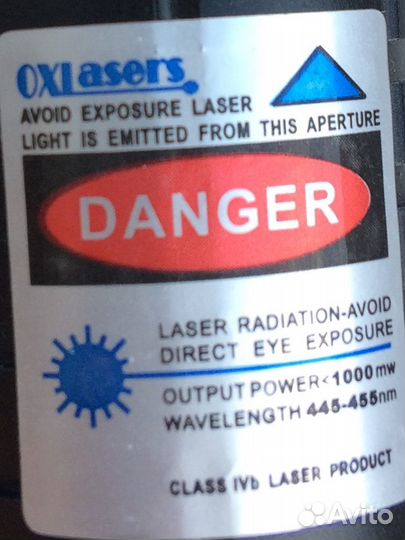 OXLasers
AVOID EXPOSURE LASER
LIGHT IS EMITTED FROM THIS APERTURE
DANGER
LASER RADIATION-AVOID
DIRECT EYE EXPOSURE
OUTPUT POWER<1000mw
WAVELENGTH 445-455nm
CLASS IVb LASER PRODUCT
Avito